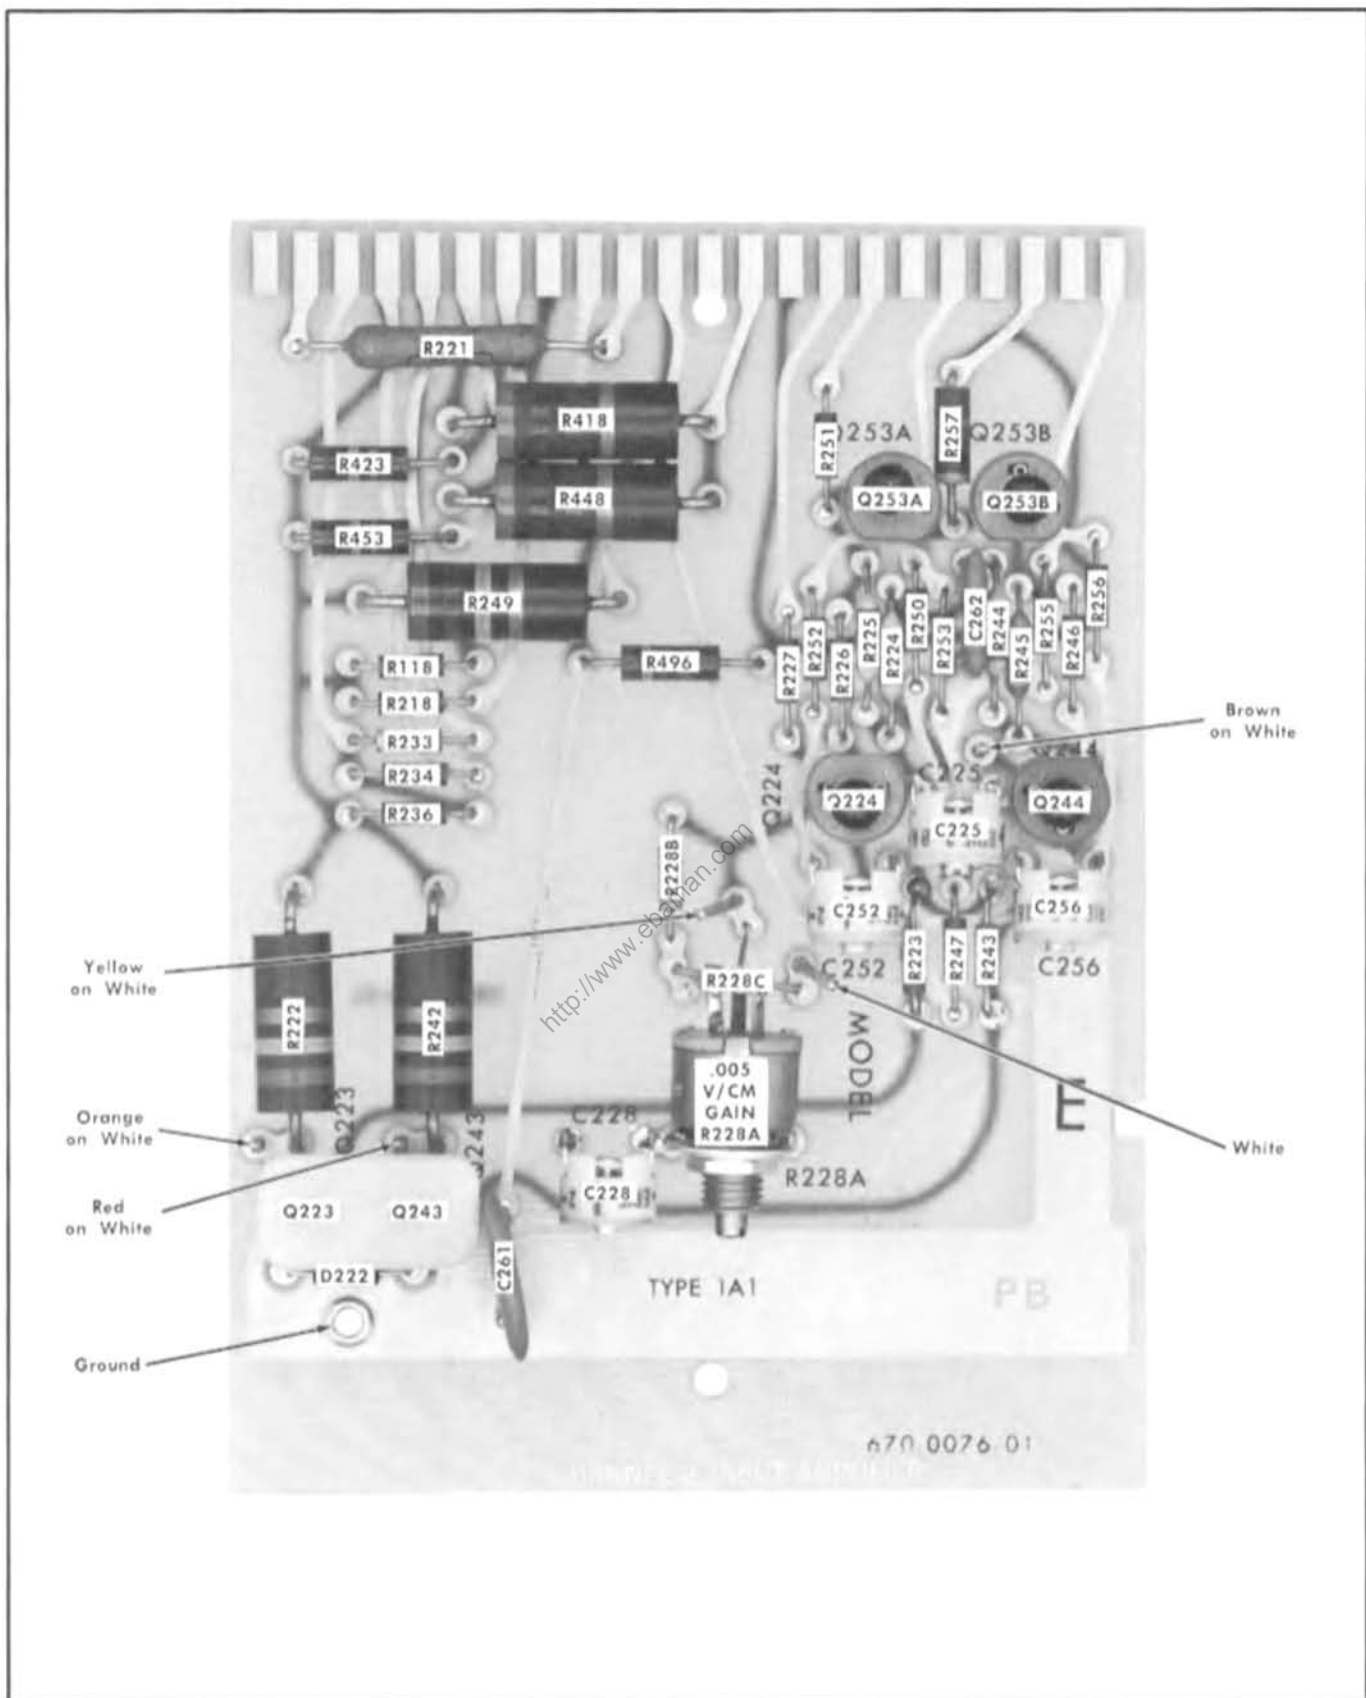 R221
R418
R423
R448
R453
R249
R118
R218
R233
R234
R236
R496
R251
Q253A
R257
Q253B
Q253A
Q253B
R227
R252
R226
R225
R224
R250
R253
C262
R244
R245
R255
R246
R256
Brown
on White
Q224
Q224
C225
C225
Q244
Q244
R228B
C252
C256
C252
C256
R223
R247
R243
Yellow
on White
R228C
MODEL
E
R222
R242
.005
V/CM
GAIN
R228A
R228A
White
Orange
on White
Q223
Q243
C228
C228
Red
on White
Q223
Q243
C261
D222
TYPE 1A1
PB
Ground
670 0076 01
http://www.ebaman.com